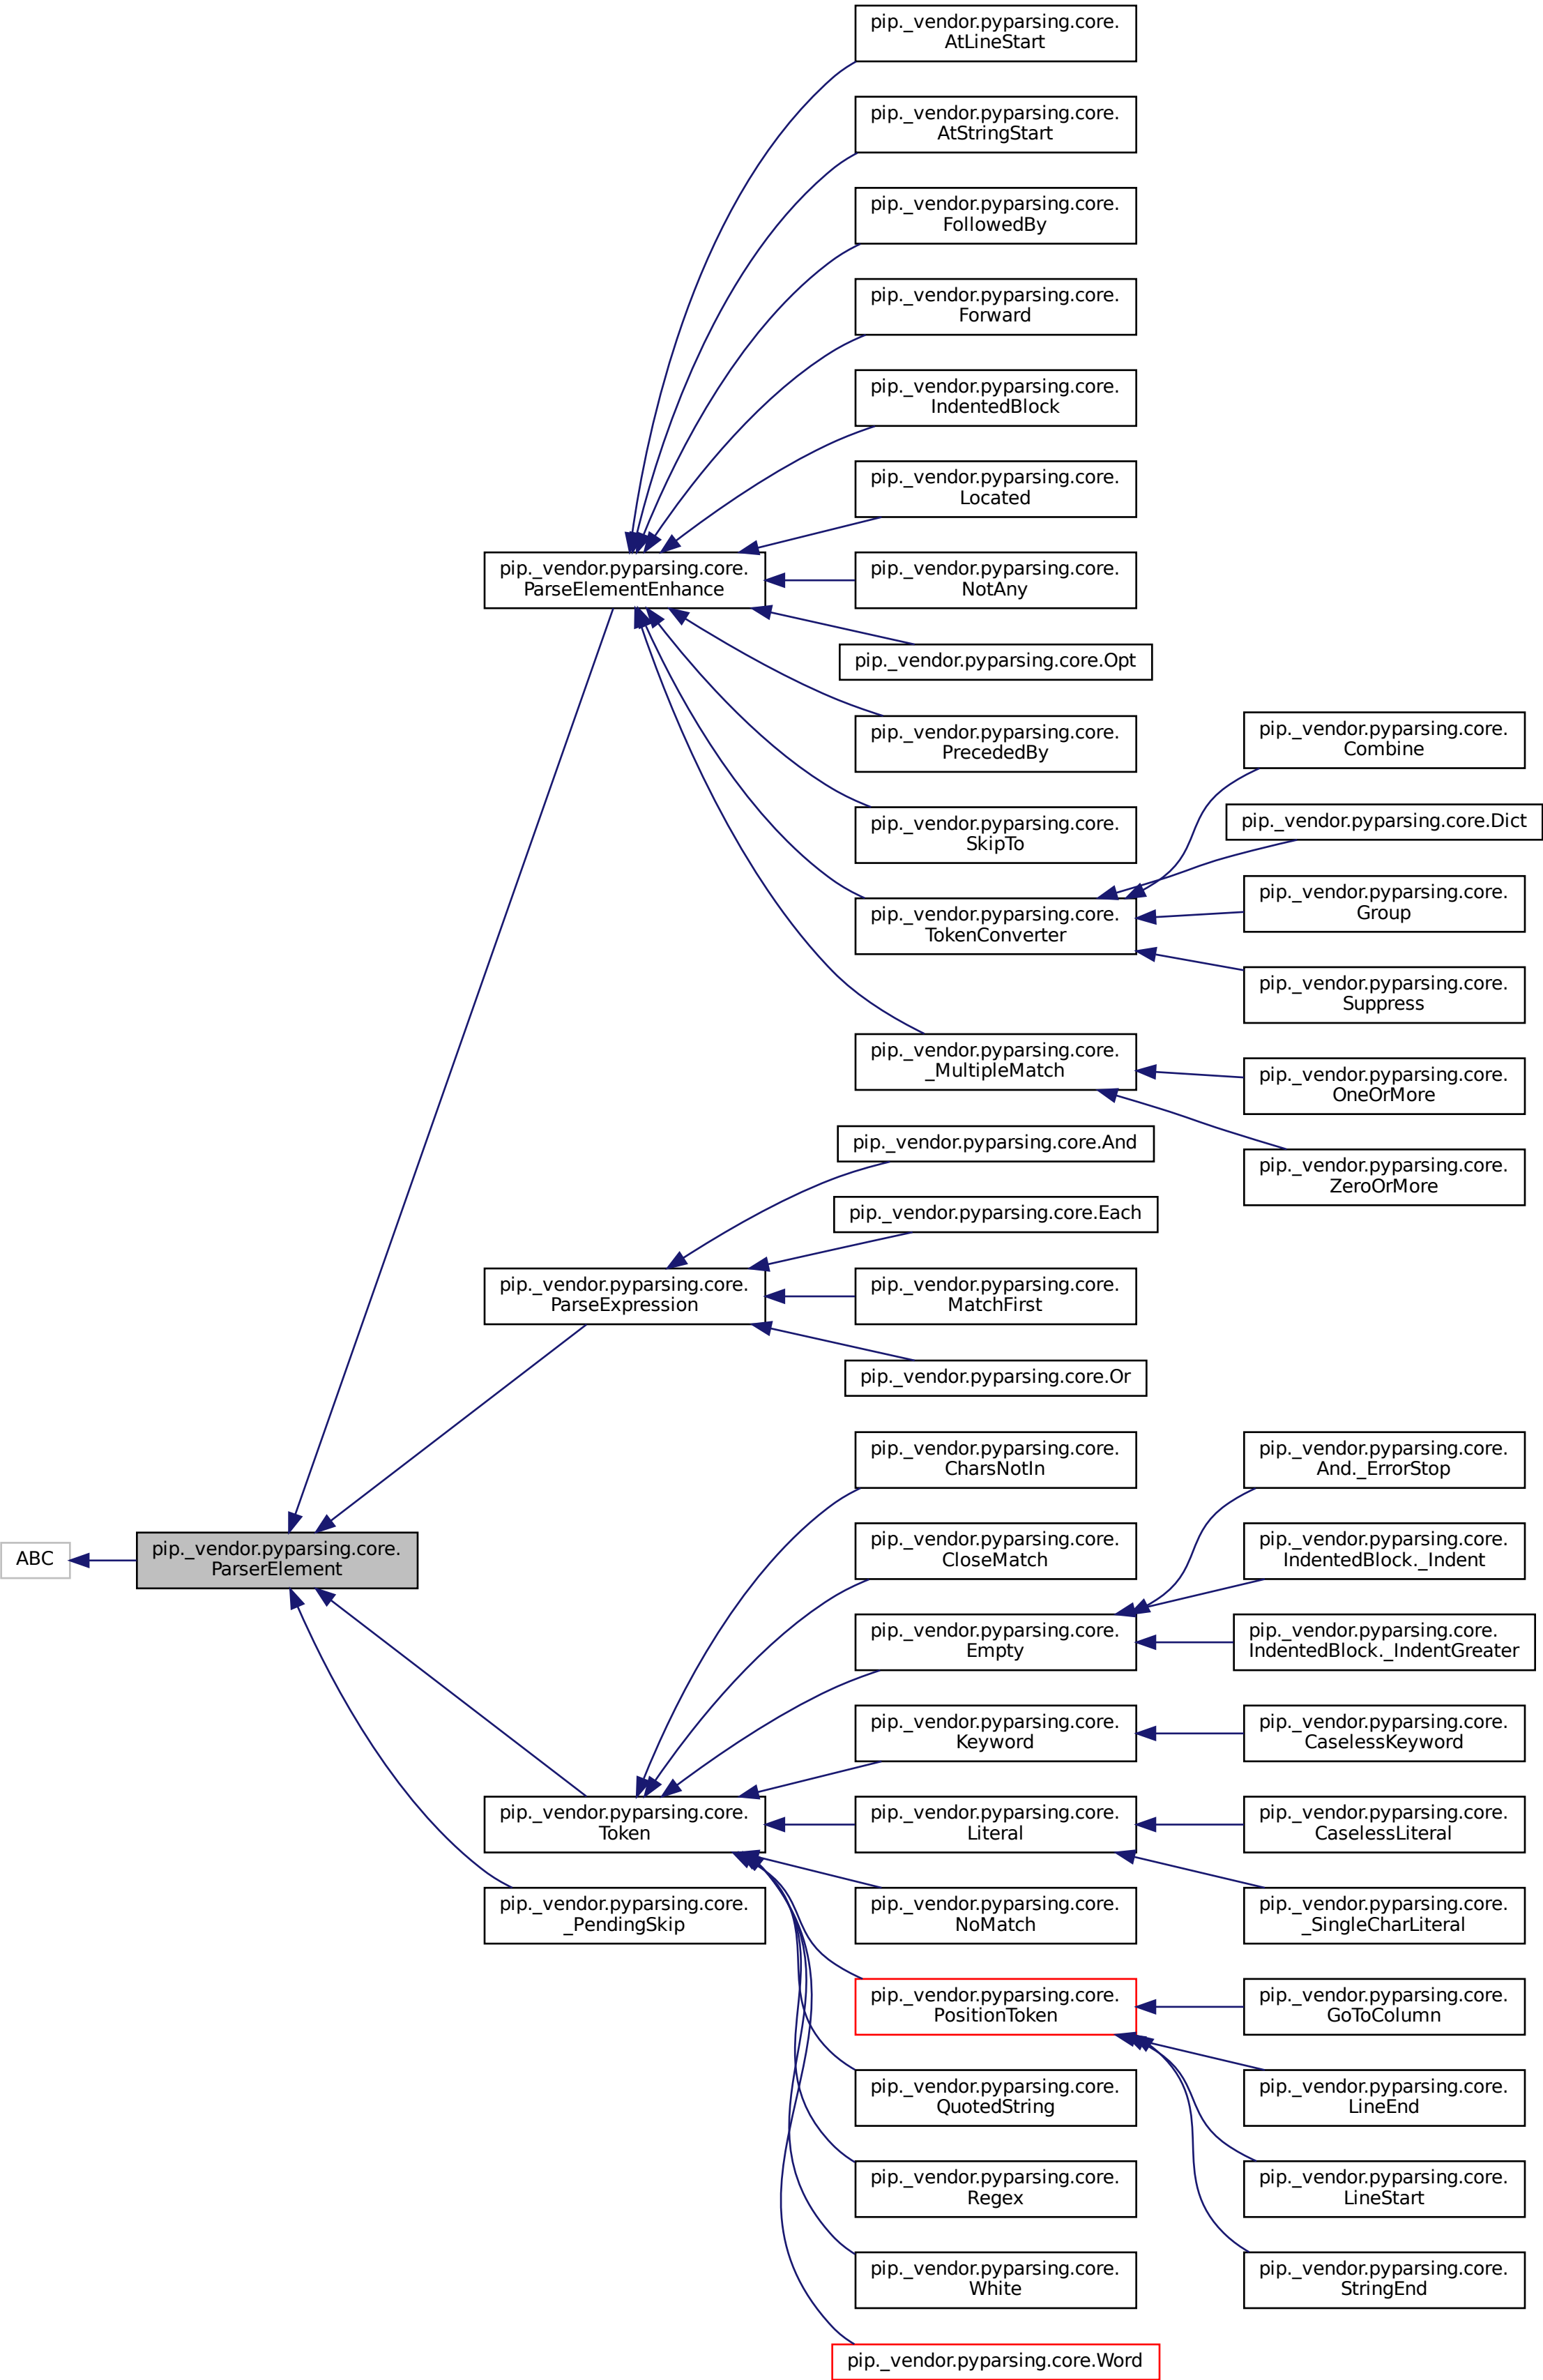 pip._vendor.pyparsing.core.
AtLineStart
pip._vendor.pyparsing.core.
AtStringStart
pip._vendor.pyparsing.core.
FollowedBy
pip._vendor.pyparsing.core.
Forward
pip._vendor.pyparsing.core.
IndentedBlock
pip._vendor.pyparsing.core.
Located
pip._vendor.pyparsing.core.
ParseElementEnhance
pip._vendor.pyparsing.core.
NotAny
pip._vendor.pyparsing.core.Opt
pip._vendor.pyparsing.core.
PrecededBy
pip._vendor.pyparsing.core.
Combine
pip._vendor.pyparsing.core.
SkipTo
pip._vendor.pyparsing.core.Dict
pip._vendor.pyparsing.core.
TokenConverter
pip._vendor.pyparsing.core.
Group
pip._vendor.pyparsing.core.
Suppress
pip._vendor.pyparsing.core.
_MultipleMatch
pip._vendor.pyparsing.core.
OneOrMore
pip._vendor.pyparsing.core.
ZeroOrMore
pip._vendor.pyparsing.core.And
pip._vendor.pyparsing.core.Each
pip._vendor.pyparsing.core.
ParseExpression
pip._vendor.pyparsing.core.
MatchFirst
pip._vendor.pyparsing.core.Or
pip._vendor.pyparsing.core.
CharsNotIn
pip._vendor.pyparsing.core.
And._ErrorStop
ABC
pip._vendor.pyparsing.core.
ParserElement
pip._vendor.pyparsing.core.
CloseMatch
pip._vendor.pyparsing.core.
IndentedBlock._Indent
pip._vendor.pyparsing.core.
Empty
pip._vendor.pyparsing.core.
IndentedBlock._IndentGreater
pip._vendor.pyparsing.core.
Keyword
pip._vendor.pyparsing.core.
CaselessKeyword
pip._vendor.pyparsing.core.
Token
pip._vendor.pyparsing.core.
Literal
pip._vendor.pyparsing.core.
CaselessLiteral
pip._vendor.pyparsing.core.
_PendingSkip
pip._vendor.pyparsing.core.
NoMatch
pip._vendor.pyparsing.core.
_SingleCharLiteral
pip._vendor.pyparsing.core.
PositionToken
pip._vendor.pyparsing.core.
GoToColumn
pip._vendor.pyparsing.core.
QuotedString
pip._vendor.pyparsing.core.
LineEnd
pip._vendor.pyparsing.core.
Regex
pip._vendor.pyparsing.core.
LineStart
pip._vendor.pyparsing.core.
White
pip._vendor.pyparsing.core.
StringEnd
pip._vendor.pyparsing.core.Word